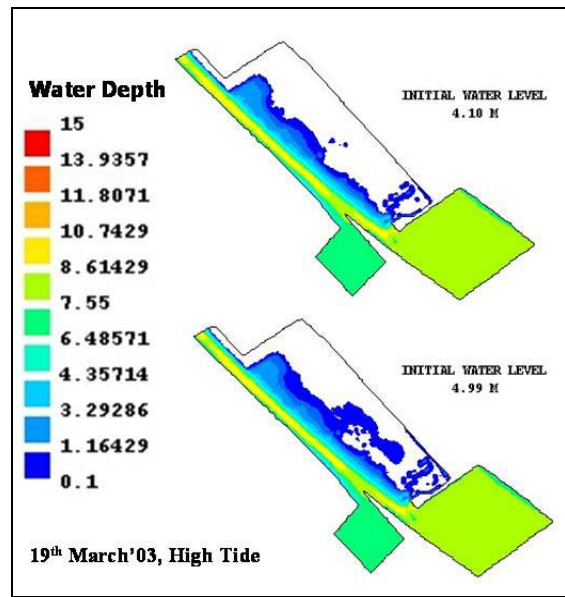 Water Depth
15
13.9357
11.8071
10.7429
8.61429
7.55
6.48571
4.35714
3.29286
1.16429
0.1
INITIAL WATER LEVEL
4.10 M
INITIAL WATER LEVEL
4.99 M
19th March'03, High Tide